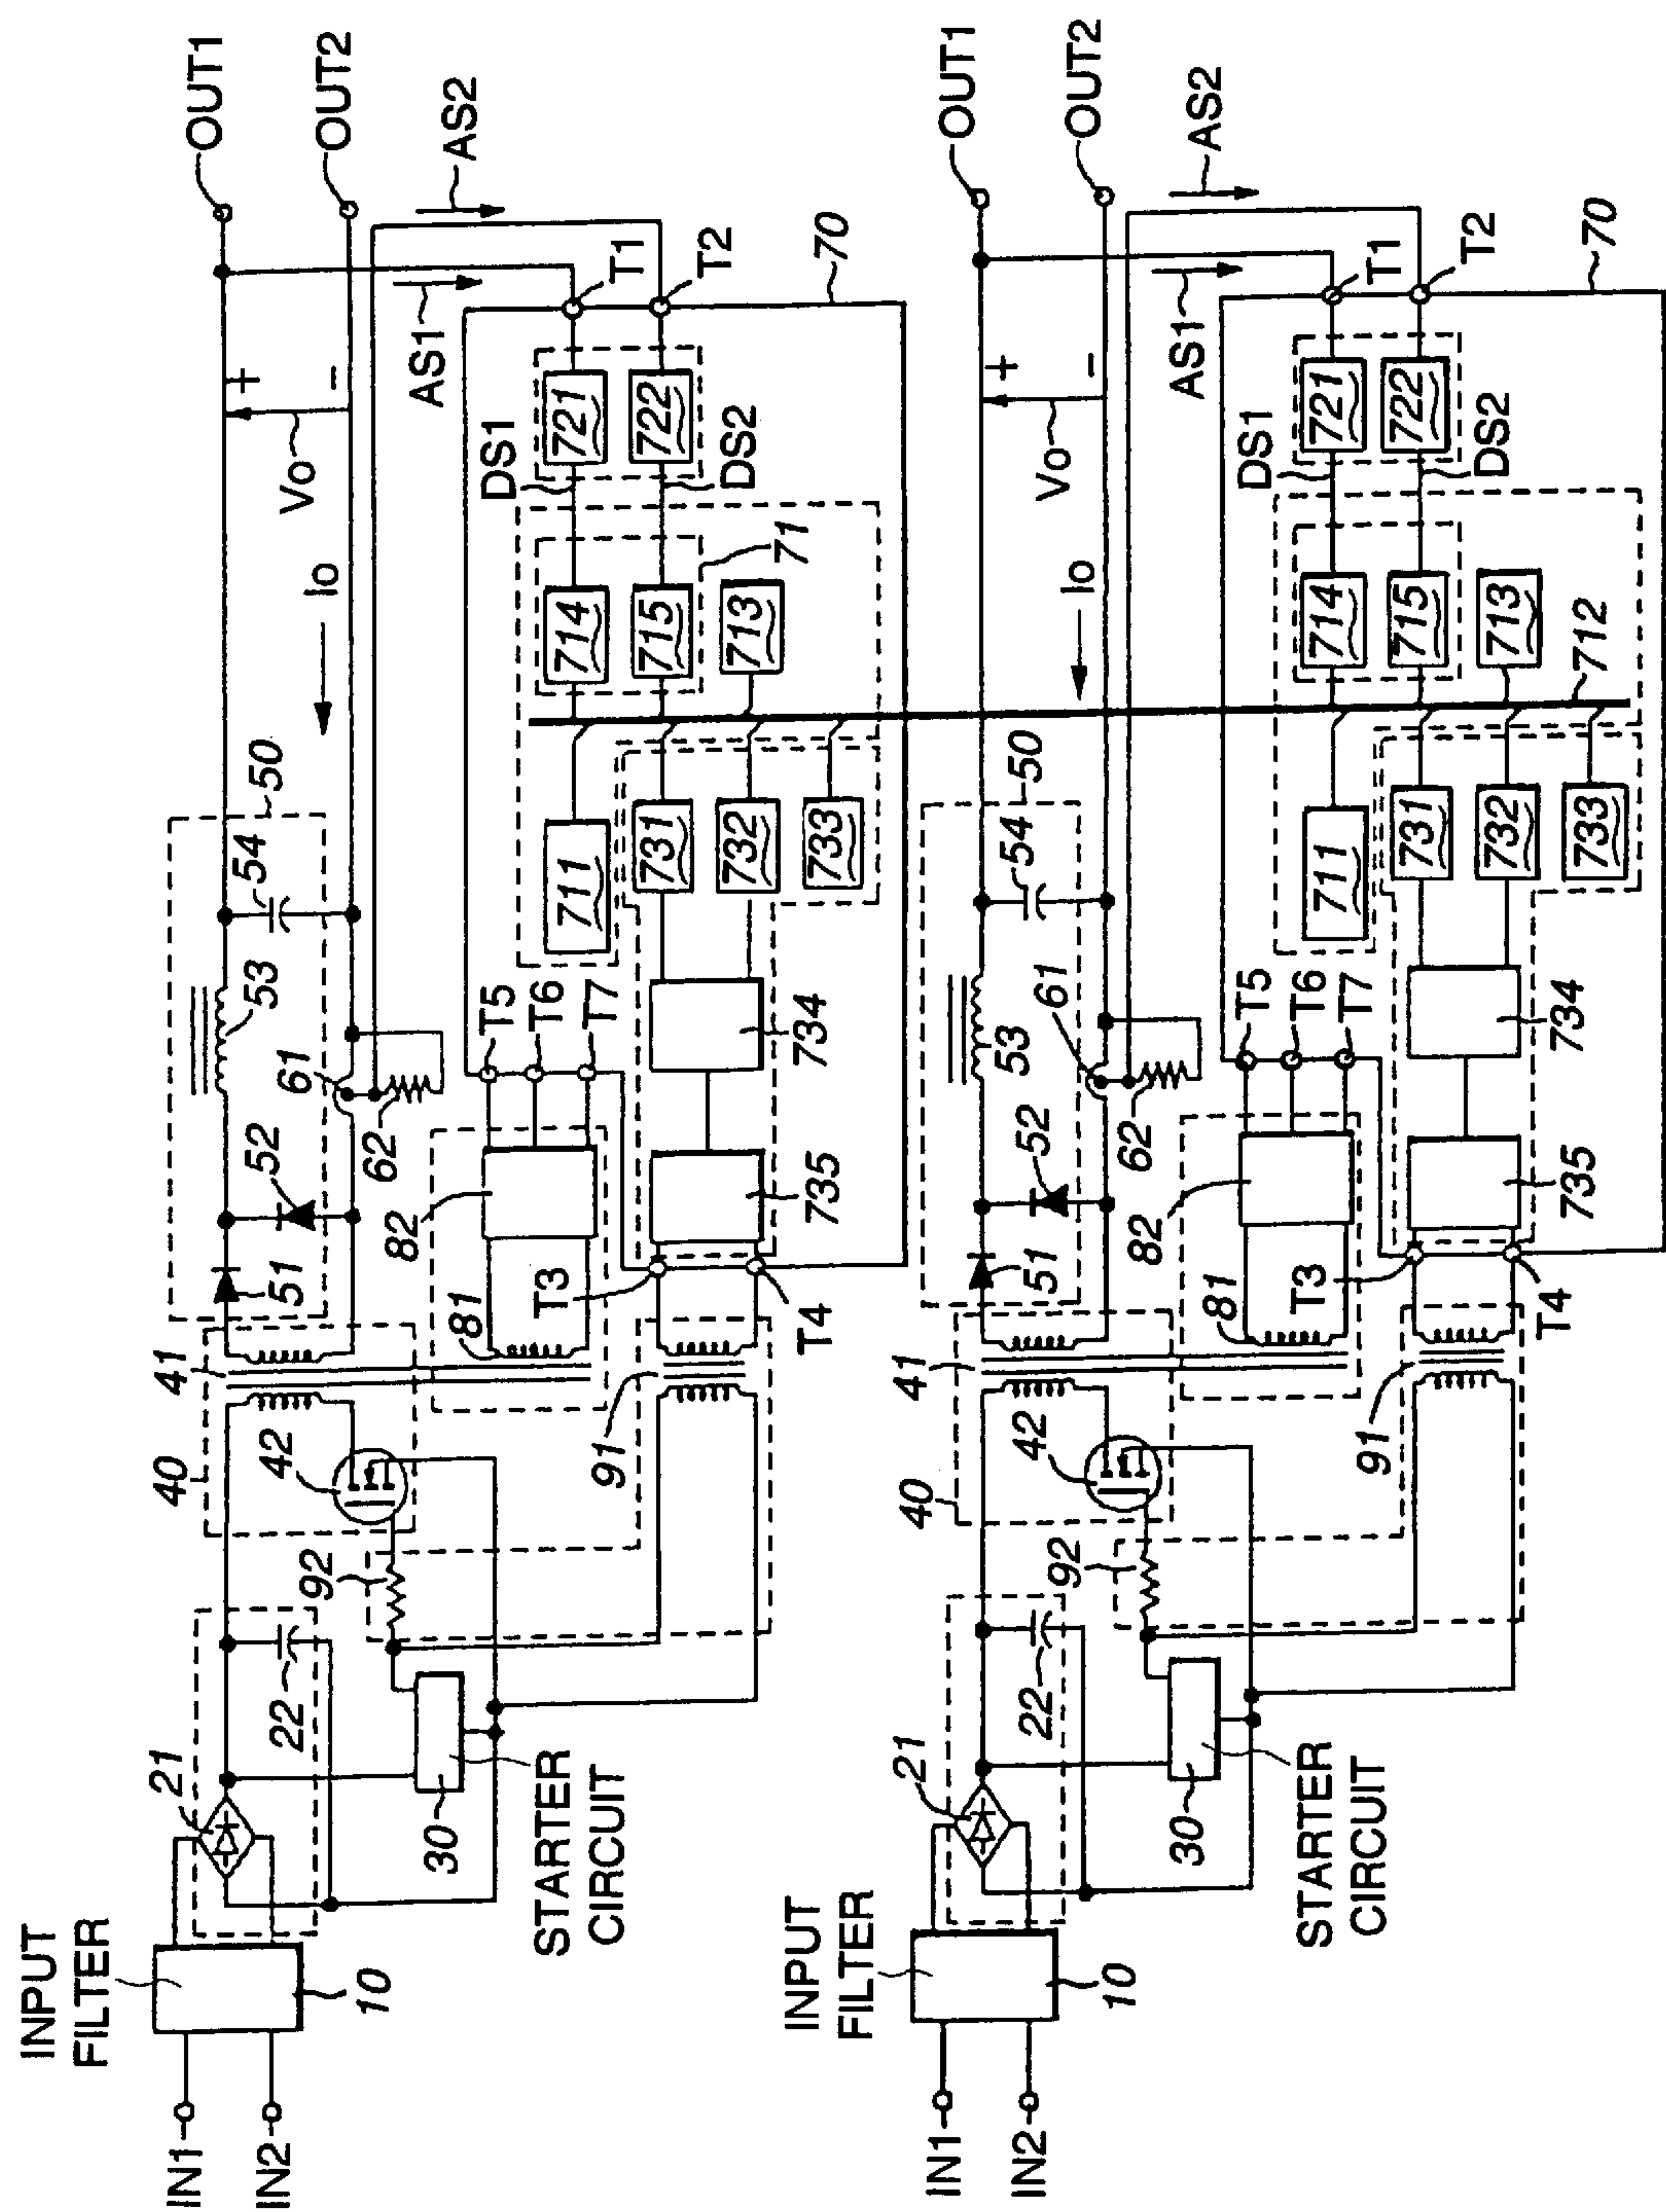 INPUT
FILTER
IN1
IN2
10
21
22
30
STARTER
CIRCUIT
92
40
42
41
91
81
82
T3
T4
51
52
53
54
50
61
62
T5
T6
T7
735
734
711
731
732
733
714
715
713
71
Io
Vo
+
−
DS1
DS2
721
722
AS1
AS2
T1
T2
70
OUT1
OUT2
INPUT
FILTER
IN1
IN2
10
21
22
30
STARTER
CIRCUIT
92
40
42
41
91
81
82
T3
T4
51
52
53
54
50
61
62
T5
T6
T7
735
734
711
731
732
733
714
715
713
712
Io
Vo
+
−
DS1
DS2
721
722
AS1
AS2
T1
T2
70
OUT1
OUT2